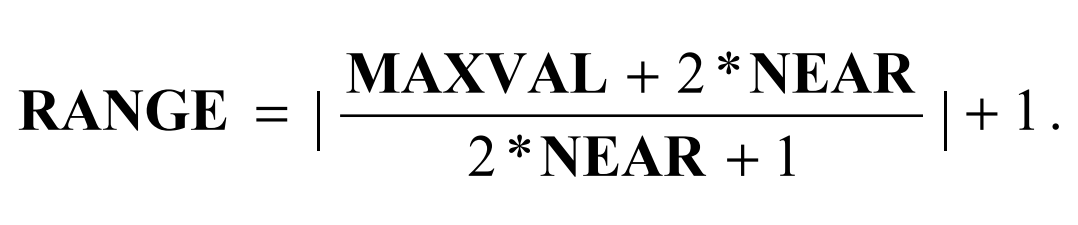 RANGE = | MAXVAL + 2 * NEAR / 2 * NEAR + 1 | + 1 .